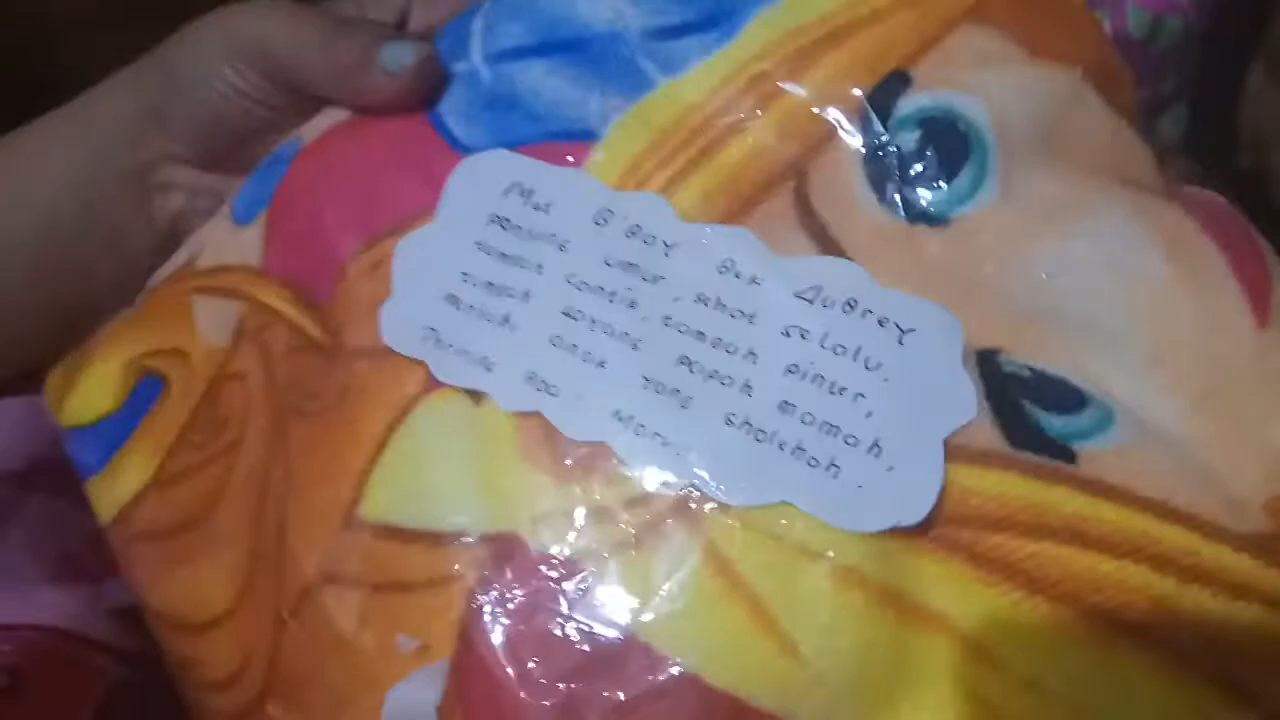 Met B'Day Dek AuBrey
panjang umur, sehat selalu.
tambah cantik, tambah pinter,
tambah sayang papah mamah,
menjadi anak yang sholehah.